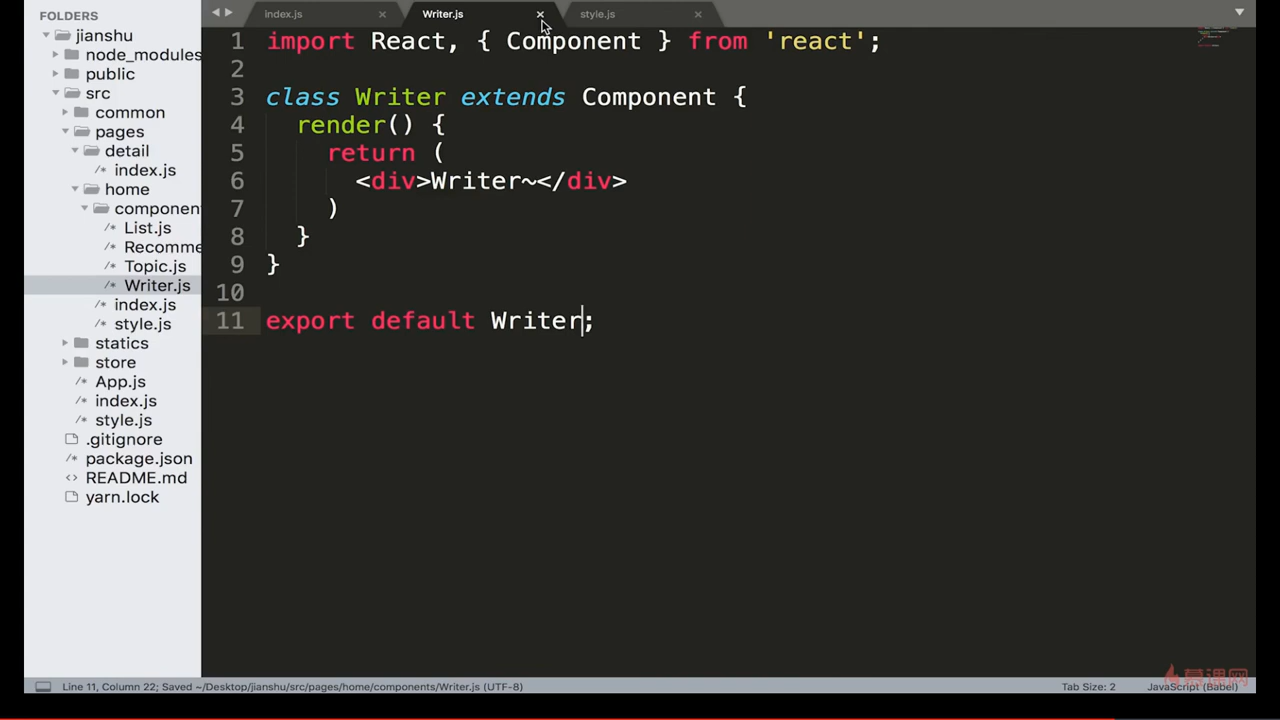 FOLDERS
jianshu
node_modules
public
src
common
pages
detail
index.js
home
component
List.js
Recomme
Topic.js
Writer.js
index.js
style.js
statics
store
App.js
index.js
style.js
.gitignore
package.json
README.md
yarn.lock
index.js
Writer.js
style.js
1 import React, { Component } from 'react';
2
3 class Writer extends Component {
4 render() {
5 return (
6 <div>Writer~</div>
7 )
8 }
9 }
10
11 export default Writer;
慕课网
Line 11, Column 22; Saved ~/Desktop/jianshu/src/pages/home/components/Writer.js (UTF-8)
Tab Size: 2
JavaScript (Babel)